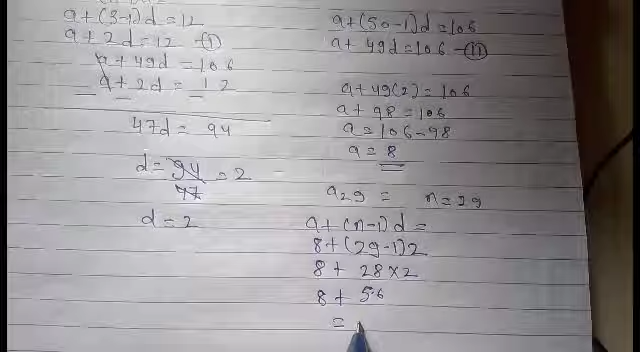 a+(3-1)d=12
a+2d=12 -(I)
a+49d=106
a+2d=12
47d=94
d=94/47=2
d=2
a+(50-1)d=106
a+49d=106-(II)
a+49(2)=106
a+98=106
a=106-98
a=8
a29= n=29
a+(n-1)d=
8+(29-1)2
8+28×2
8+56
=